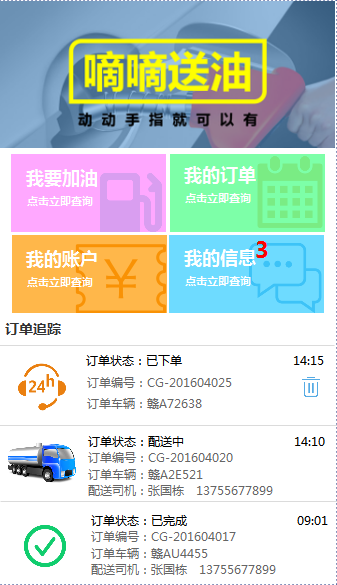 嘀嘀送油
动动手指就可以有
我要加油
点击立即查询
我的订单
点击立即查询
我的账户
点击立即查询
¥
我的信息3
点击立即查询
订单追踪
24h
订单状态：已下单 14:15
订单编号：CG-201604025
订单车辆：赣A72638
订单状态：配送中 14:10
订单编号：CG-201604020
订单车辆：赣A2E521
配送司机：张国栋 13755677899
订单状态：已完成 09:01
订单编号：CG-201604017
订单车辆：赣AU4455
配送司机：张国栋 13755677899